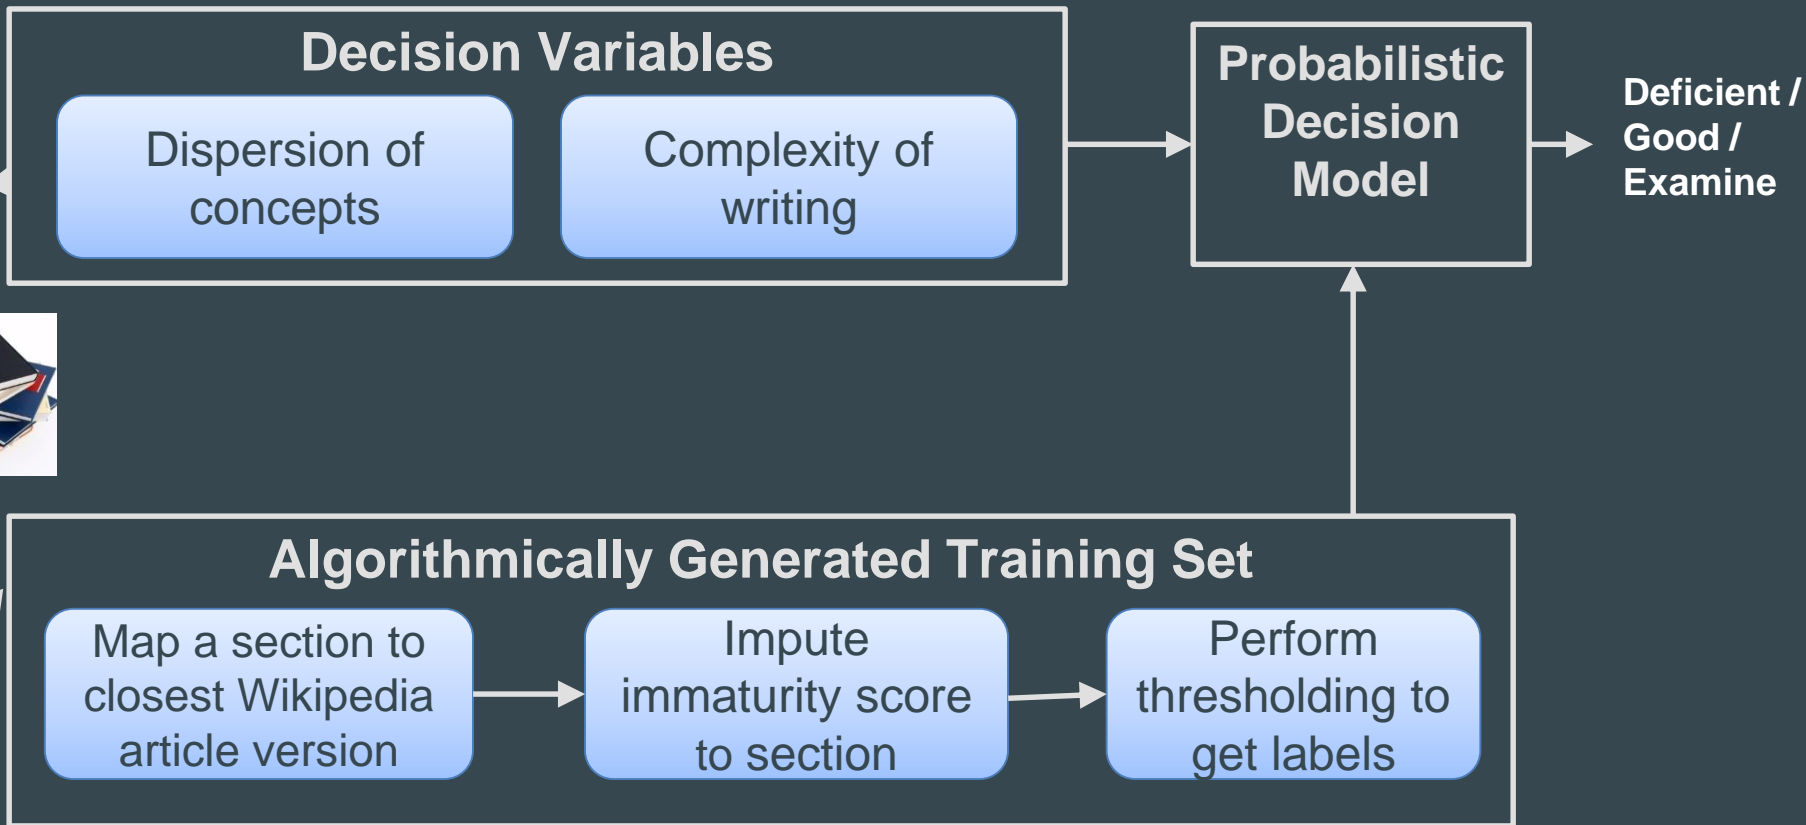 Decision Variables
Dispersion of
concepts
Complexity of
writing
Probabilistic
Decision
Model
Deficient /
Good /
Examine
Algorithmically Generated Training Set
Map a section to
closest Wikipedia
article version
Impute
immaturity score
to section
Perform
thresholding to
get labels